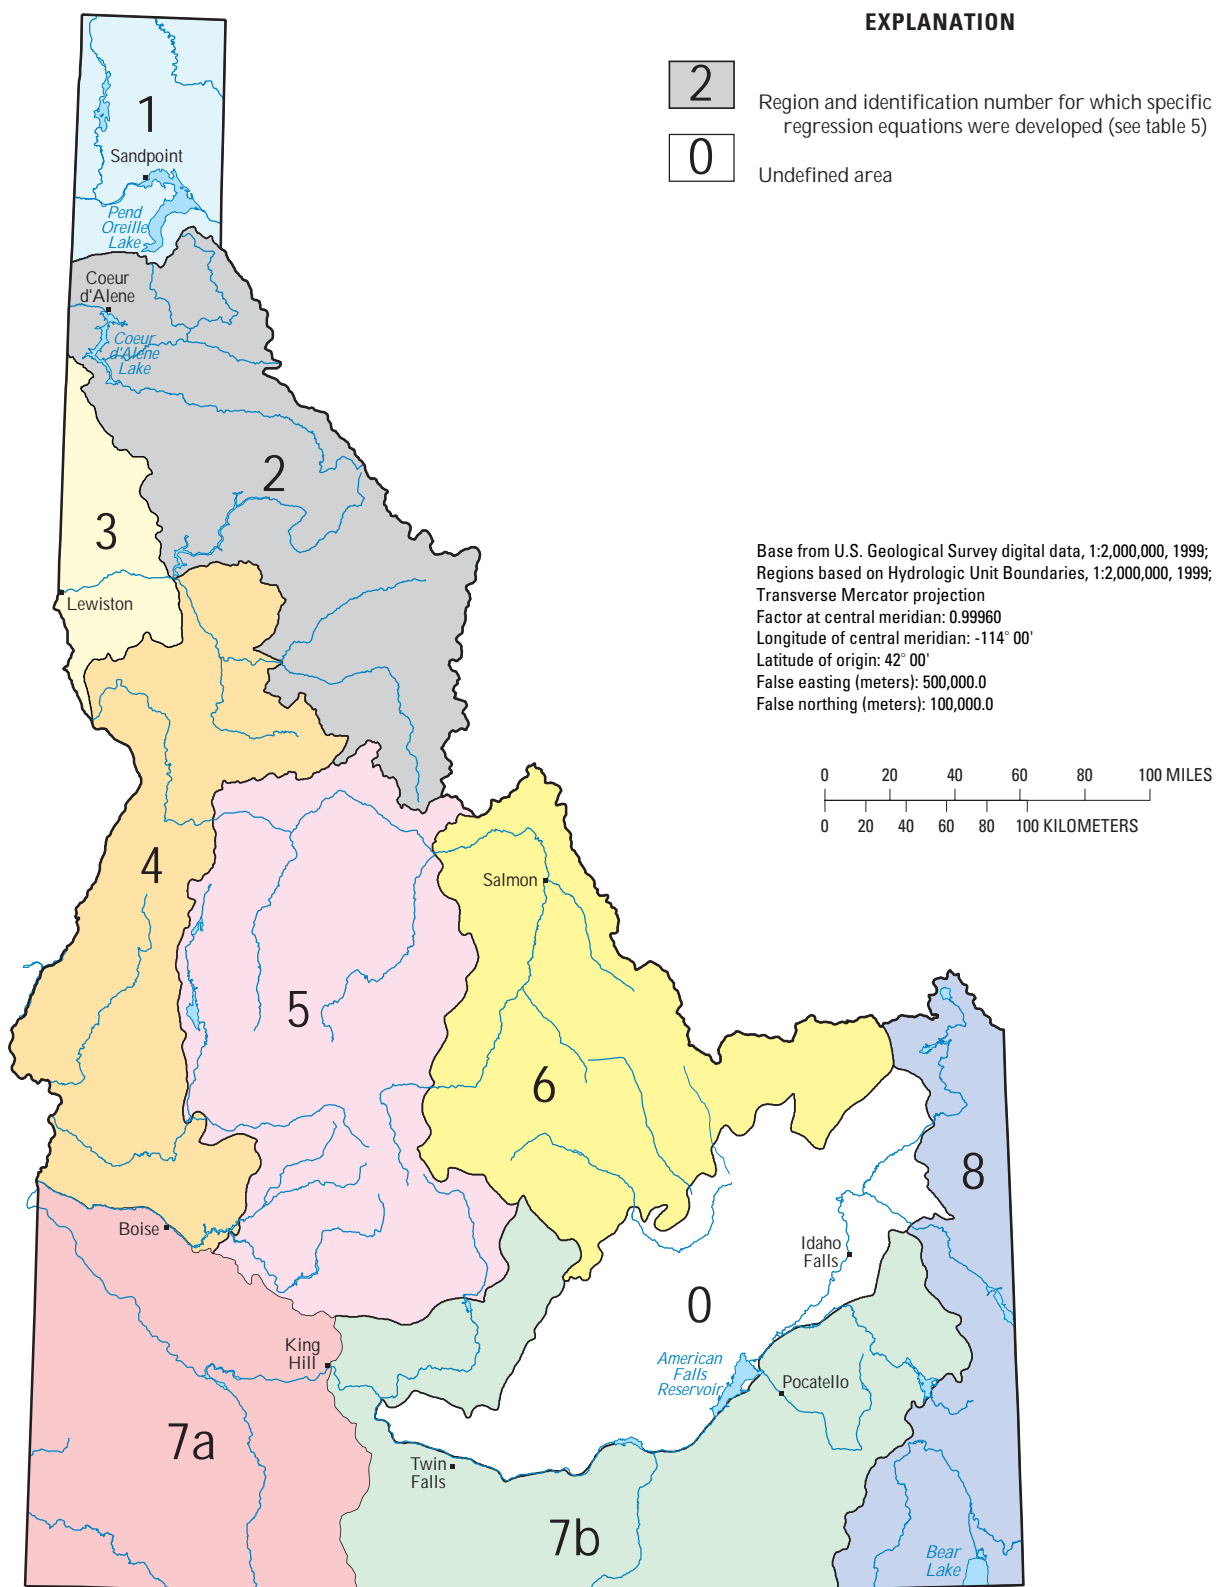 EXPLANATION
2
Region and identification number for which specific
regression equations were developed (see table 5)
0
Undefined area
1
Sandpoint
Pend
Oreille
Lake
Coeur
d'Alene
Coeur
d'Alene
Lake
2
3
Lewiston
Base from U.S. Geological Survey digital data, 1:2,000,000, 1999;
Regions based on Hydrologic Unit Boundaries, 1:2,000,000, 1999;
Transverse Mercator projection
Factor at central meridian: 0.99960
Longitude of central meridian: -114° 00'
Latitude of origin: 42° 00'
False easting (meters): 500,000.0
False northing (meters): 100,000.0
0 20 40 60 80 100 MILES
0 20 40 60 80 100 KILOMETERS
4
Salmon
5
6
8
Boise
Idaho
Falls
0
King
Hill
American
Falls
Reservoir
Pocatello
7a
Twin
Falls
7b
Bear
Lake